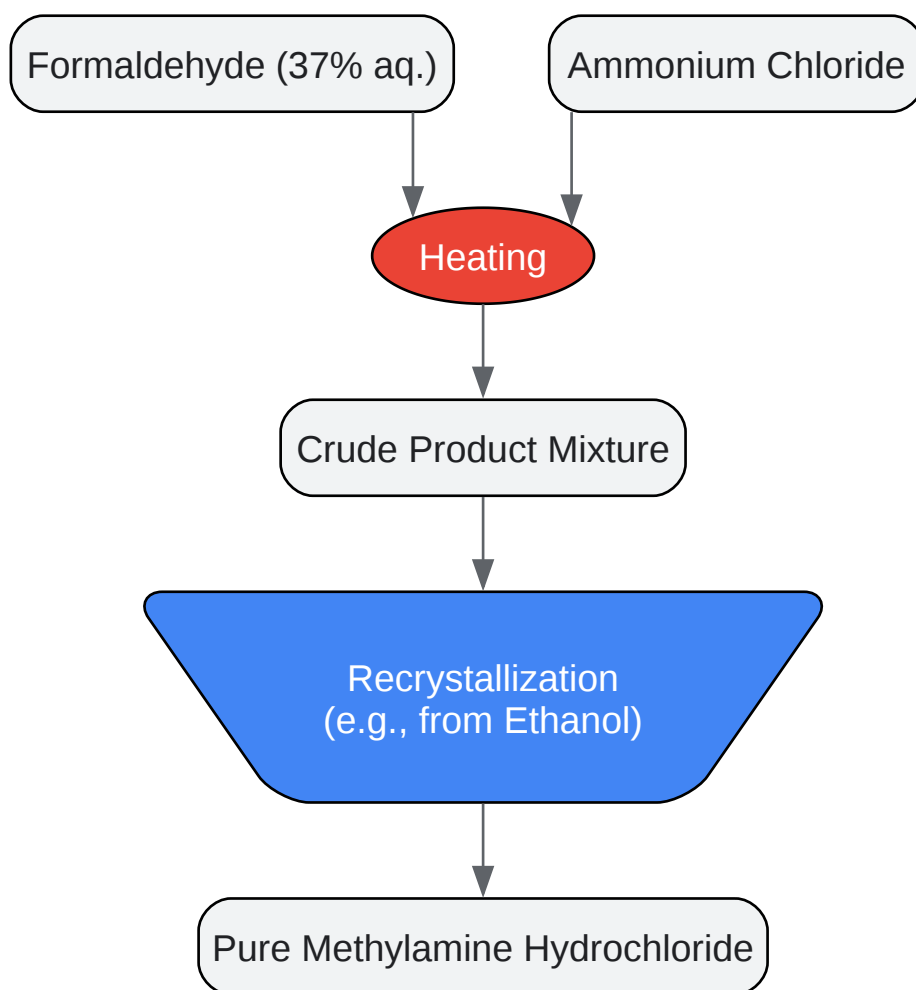 Formaldehyde (37% aq.)
Ammonium Chloride
Heating
Crude Product Mixture
Recrystallization
(e.g., from Ethanol)
Pure Methylamine Hydrochloride